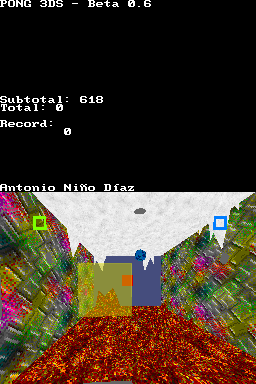 PONG 3DS - Beta 0.6
Subtotal: 618
Total: 0
Record:
0
Antonio Niño Díaz